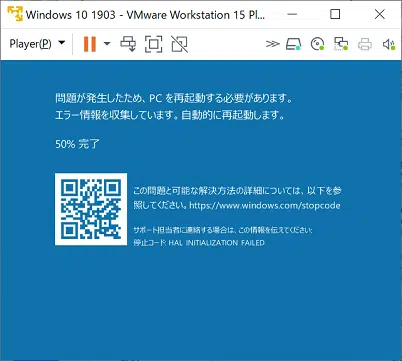 Windows 10 1903 - VMware Workstation 15 Pl...
Player(P)
問題が発生したため、PC を再起動する必要があります。
エラー情報を収集しています。自動的に再起動します。
50% 完了
この問題と可能な解決方法の詳細については、以下を参
照してください。https://www.windows.com/stopcode
サポート担当者に連絡する場合は、この情報を伝えてください:
停止コード: HAL INITIALIZATION FAILED